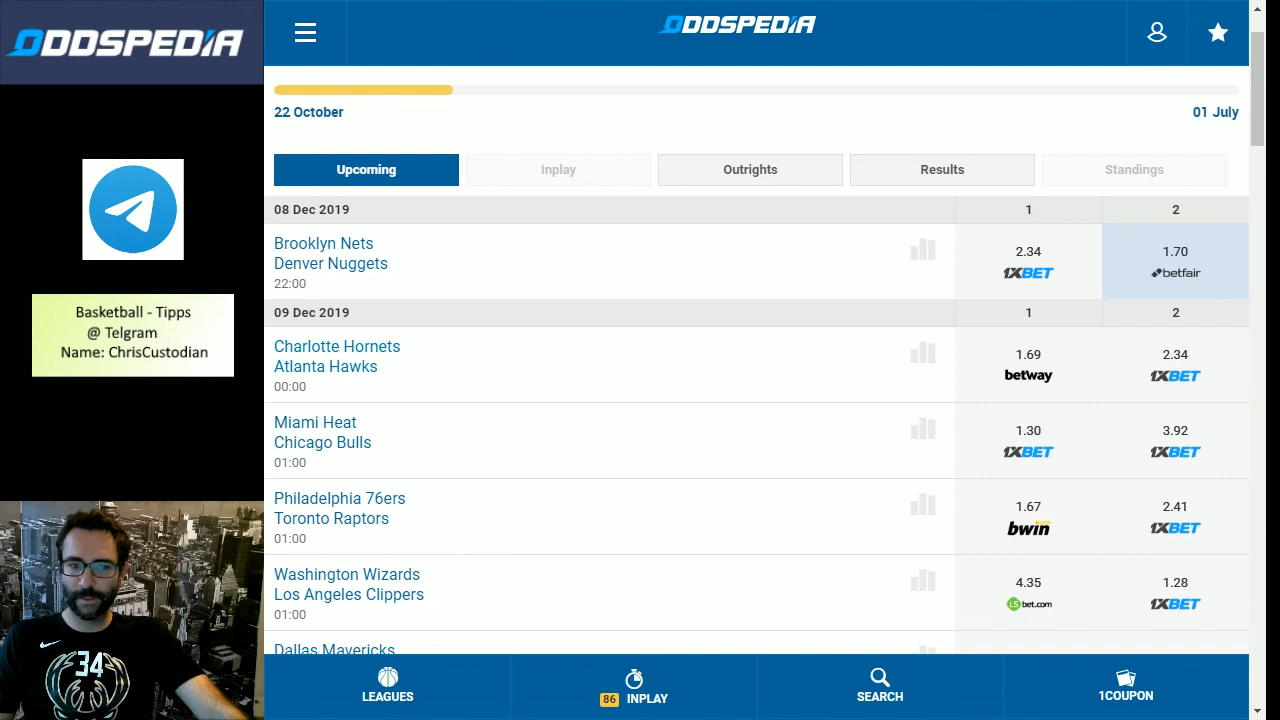 ODDSPEDIA
Basketball - Tipps
@ Telgram
Name: ChrisCustodian
34
ODDSPEDIA
22 October
01 July
Upcoming
Inplay
Outrights
Results
Standings
08 Dec 2019
1
2
Brooklyn Nets
Denver Nuggets
22:00
2.34
1XBET
1.70
betfair
09 Dec 2019
1
2
Charlotte Hornets
Atlanta Hawks
00:00
1.69
betway
2.34
1XBET
Miami Heat
Chicago Bulls
01:00
1.30
1XBET
3.92
1XBET
Philadelphia 76ers
Toronto Raptors
01:00
1.67
bwin
2.41
1XBET
Washington Wizards
Los Angeles Clippers
01:00
4.35
LSbet.com
1.28
1XBET
Dallas Mavericks
LEAGUES
86 INPLAY
SEARCH
1COUPON